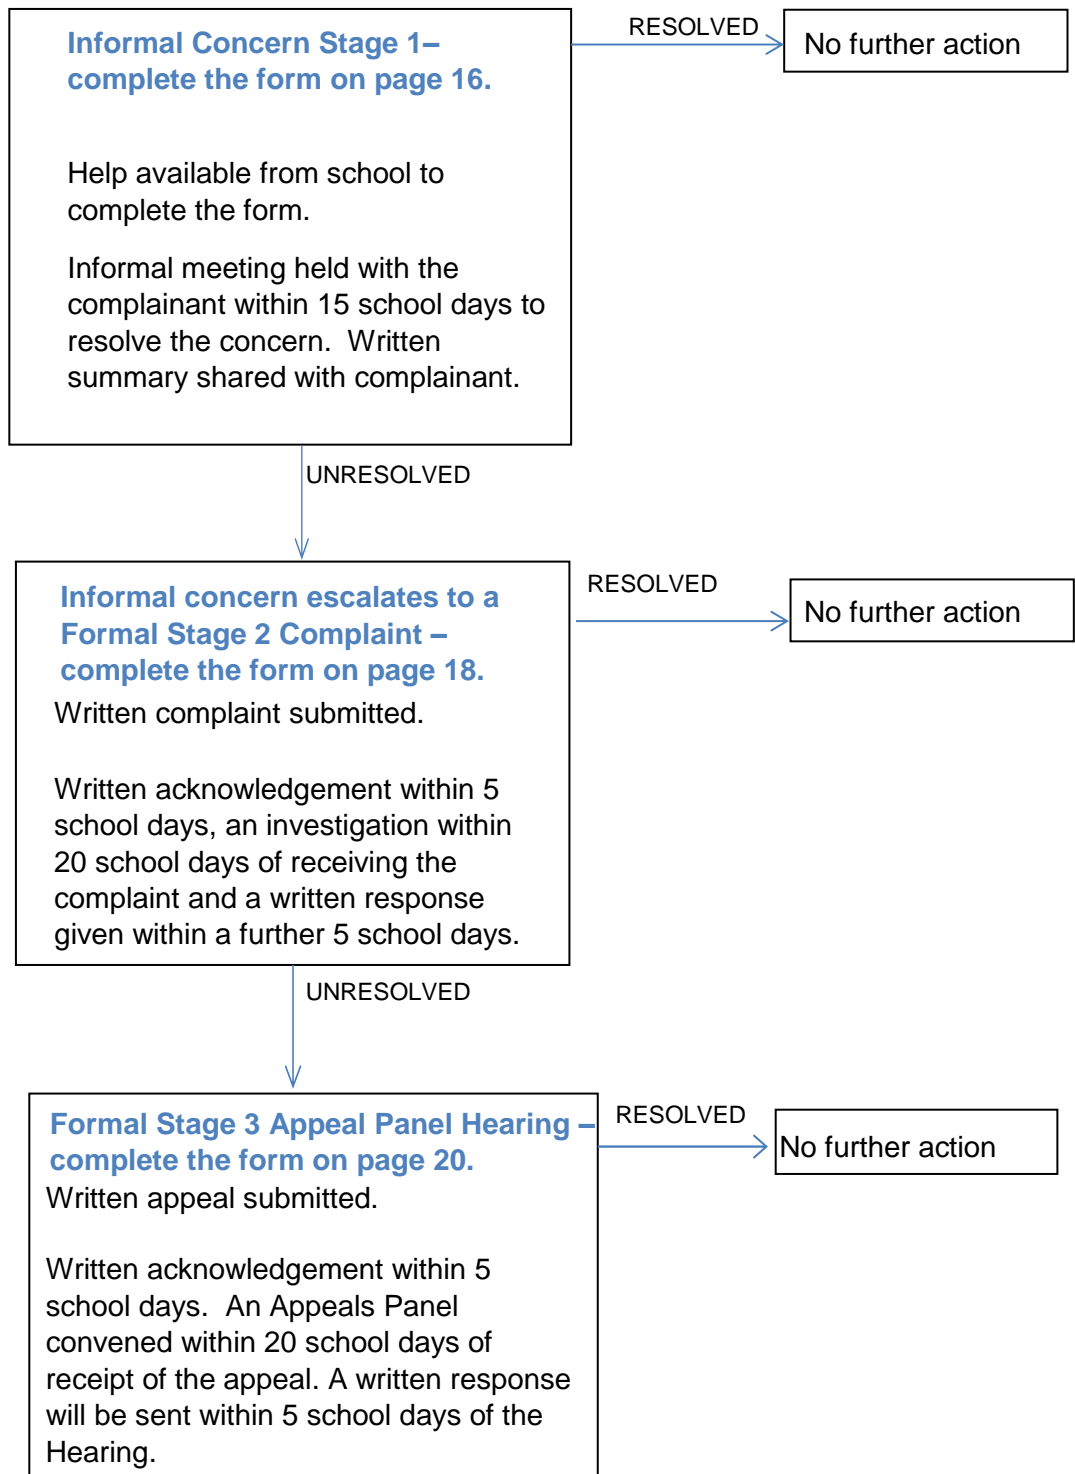 Informal Concern Stage 1–
complete the form on page 16.
Help available from school to
complete the form.
Informal meeting held with the
complainant within 15 school days to
resolve the concern.  Written
summary shared with complainant.
RESOLVED
No further action
UNRESOLVED
Informal concern escalates to a
Formal Stage 2 Complaint –
complete the form on page 18.
Written complaint submitted.
Written acknowledgement within 5
school days, an investigation within
20 school days of receiving the
complaint and a written response
given within a further 5 school days.
RESOLVED
No further action
UNRESOLVED
Formal Stage 3 Appeal Panel Hearing –
complete the form on page 20.
Written appeal submitted.
Written acknowledgement within 5
school days.  An Appeals Panel
convened within 20 school days of
receipt of the appeal. A written response
will be sent within 5 school days of the
Hearing.
RESOLVED
No further action